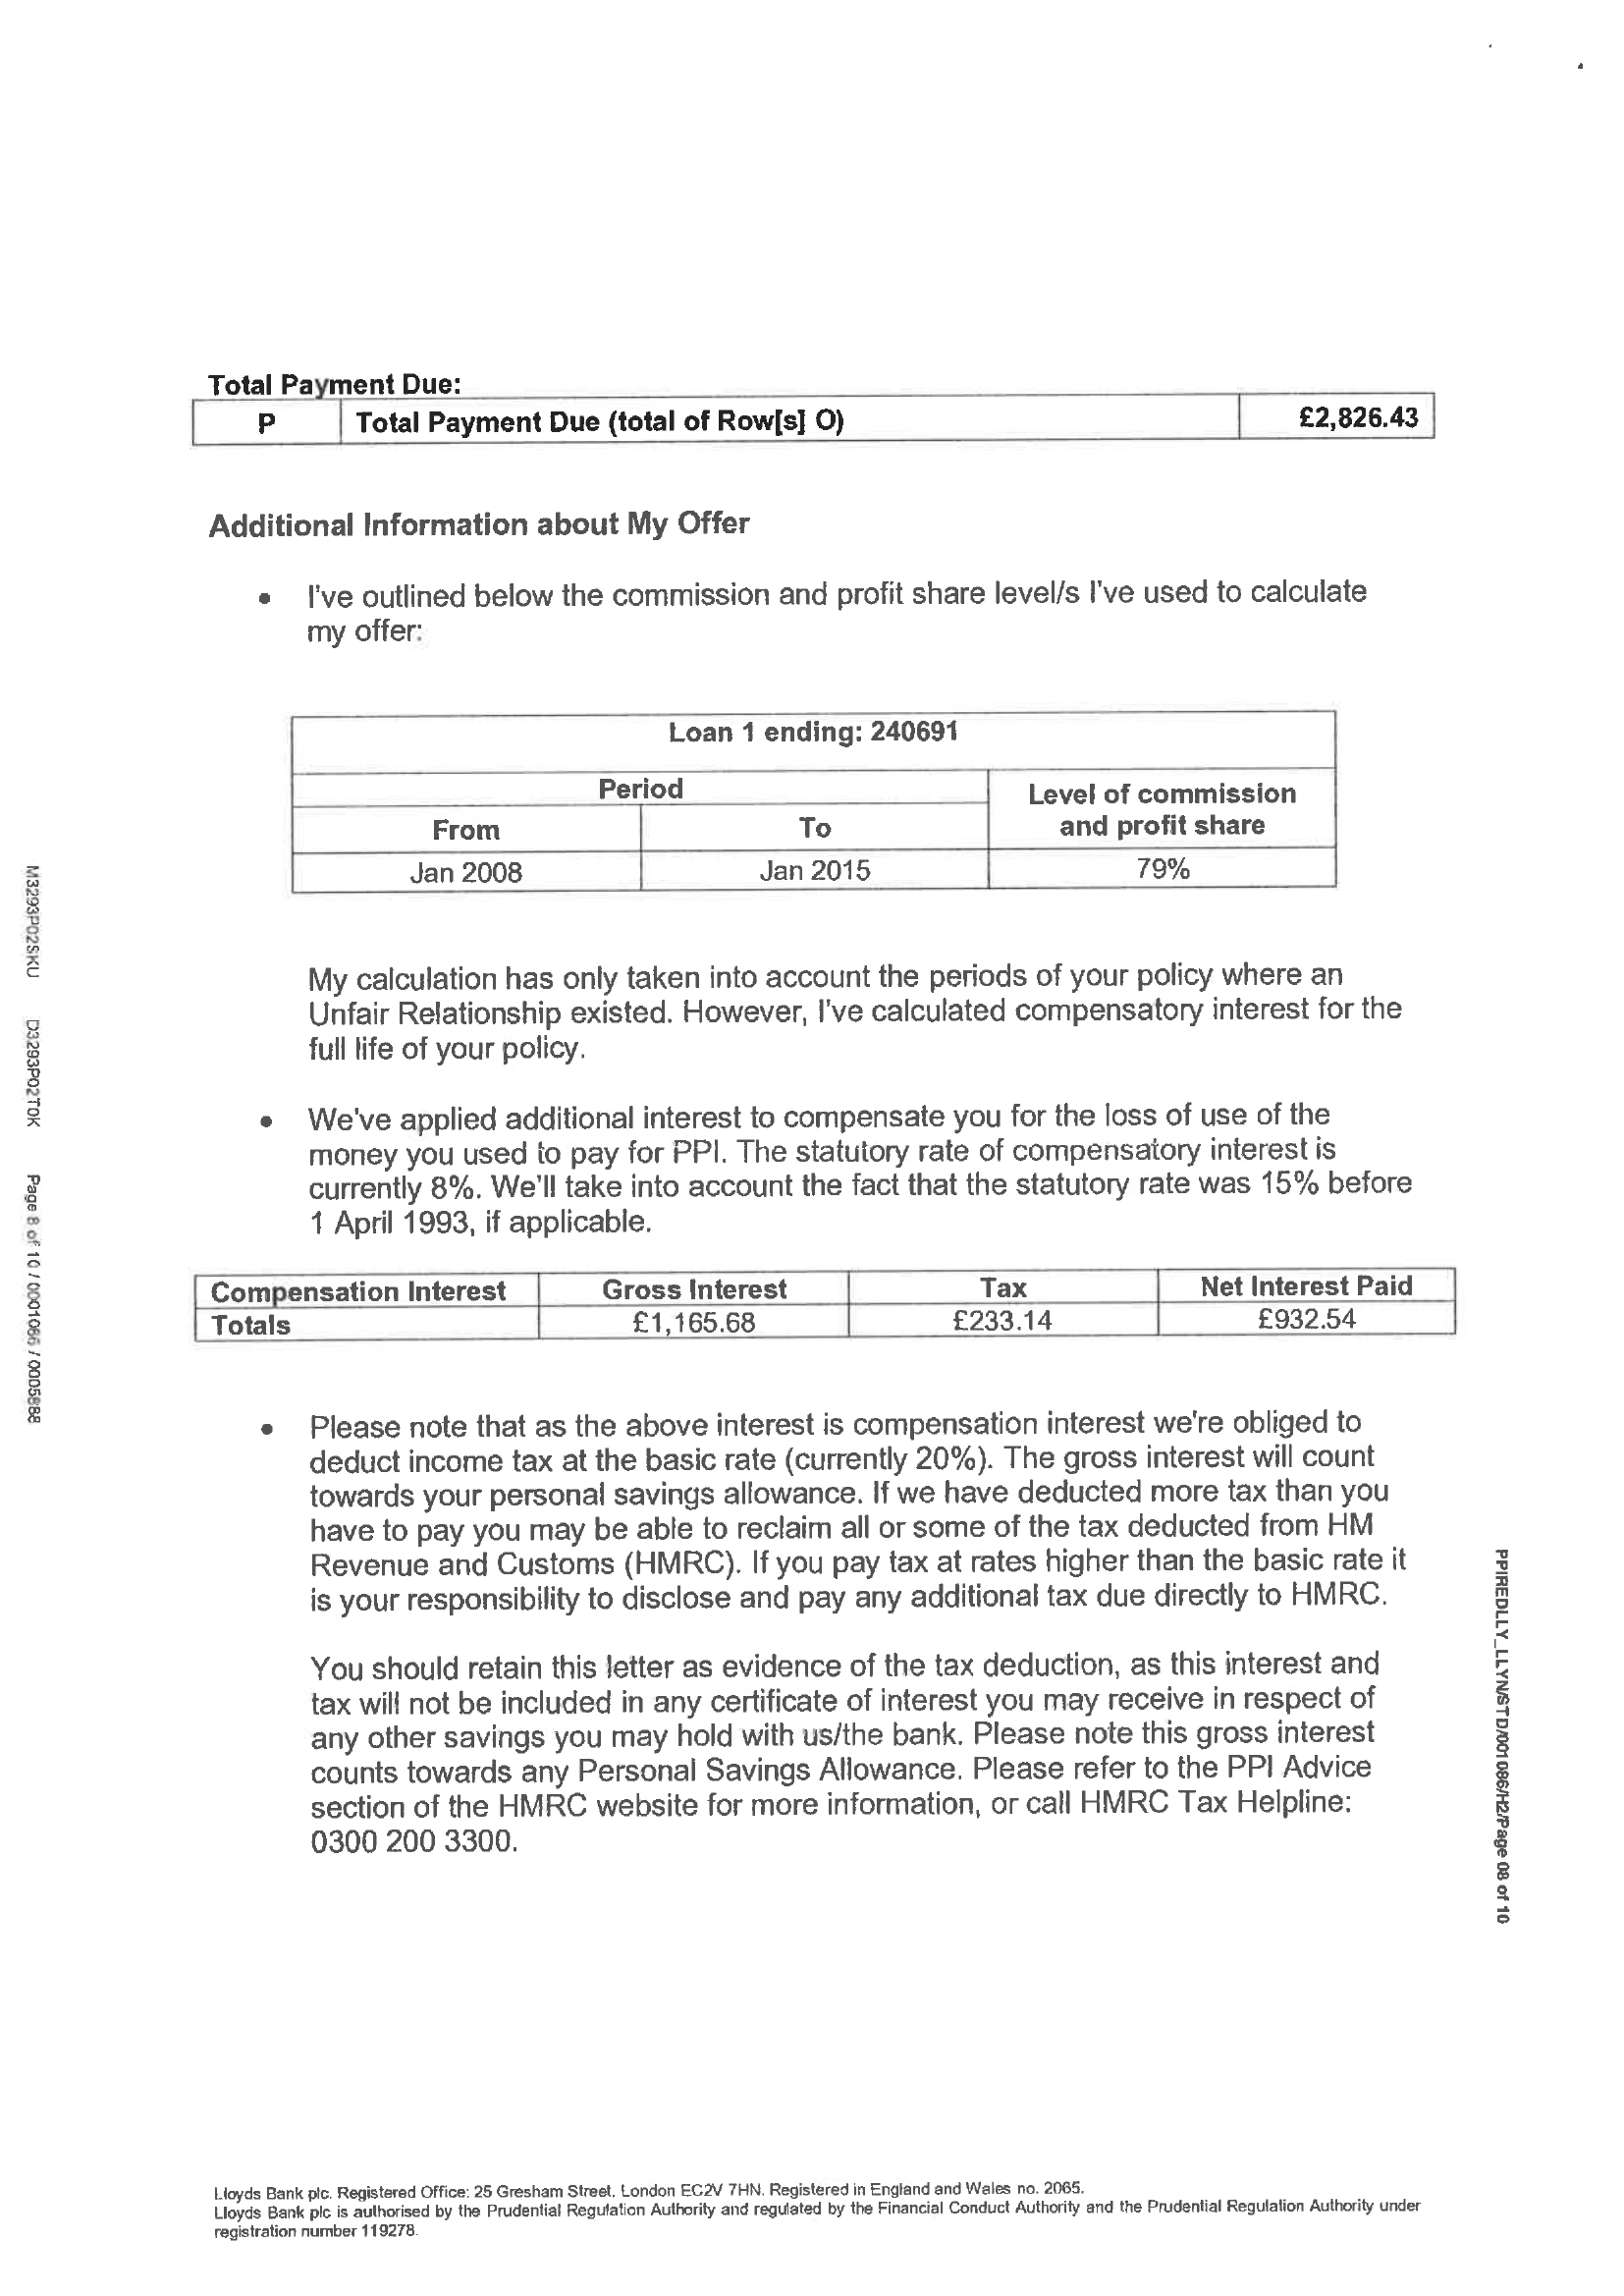 Total Payment Due:
P Total Payment Due (total of Row[s] O) £2,826.43
Additional Information about My Offer
• I've outlined below the commission and profit share level/s I've used to calculate
my offer:
Loan 1 ending: 240691
Period Level of commission and profit share
From To
Jan 2008 Jan 2015 79%
My calculation has only taken into account the periods of your policy where an
Unfair Relationship existed. However, I've calculated compensatory interest for the
full life of your policy.
• We've applied additional interest to compensate you for the loss of use of the
money you used to pay for PPI. The statutory rate of compensatory interest is
currently 8%. We'll take into account the fact that the statutory rate was 15% before
1 April 1993, if applicable.
Compensation Interest Gross Interest Tax Net Interest Paid
Totals £1,165.68 £233.14 £932.54
• Please note that as the above interest is compensation interest we're obliged to
deduct income tax at the basic rate (currently 20%). The gross interest will count
towards your personal savings allowance. If we have deducted more tax than you
have to pay you may be able to reclaim all or some of the tax deducted from HM
Revenue and Customs (HMRC). If you pay tax at rates higher than the basic rate it
is your responsibility to disclose and pay any additional tax due directly to HMRC.
You should retain this letter as evidence of the tax deduction, as this interest and
tax will not be included in any certificate of interest you may receive in respect of
any other savings you may hold with us/the bank. Please note this gross interest
counts towards any Personal Savings Allowance. Please refer to the PPI Advice
section of the HMRC website for more information, or call HMRC Tax Helpline:
0300 200 3300.
M3293P02SKU D3293P02T0K Page 8 of 10 / 0001086 / 0005888
PPIREDLLY_LLYN/STD/001086/H2/Page 08 of 10
Lloyds Bank plc. Registered Office: 25 Gresham Street, London EC2V 7HN. Registered in England and Wales no. 2065.
Lloyds Bank plc is authorised by the Prudential Regulation Authority and regulated by the Financial Conduct Authority and the Prudential Regulation Authority under
registration number 119278.